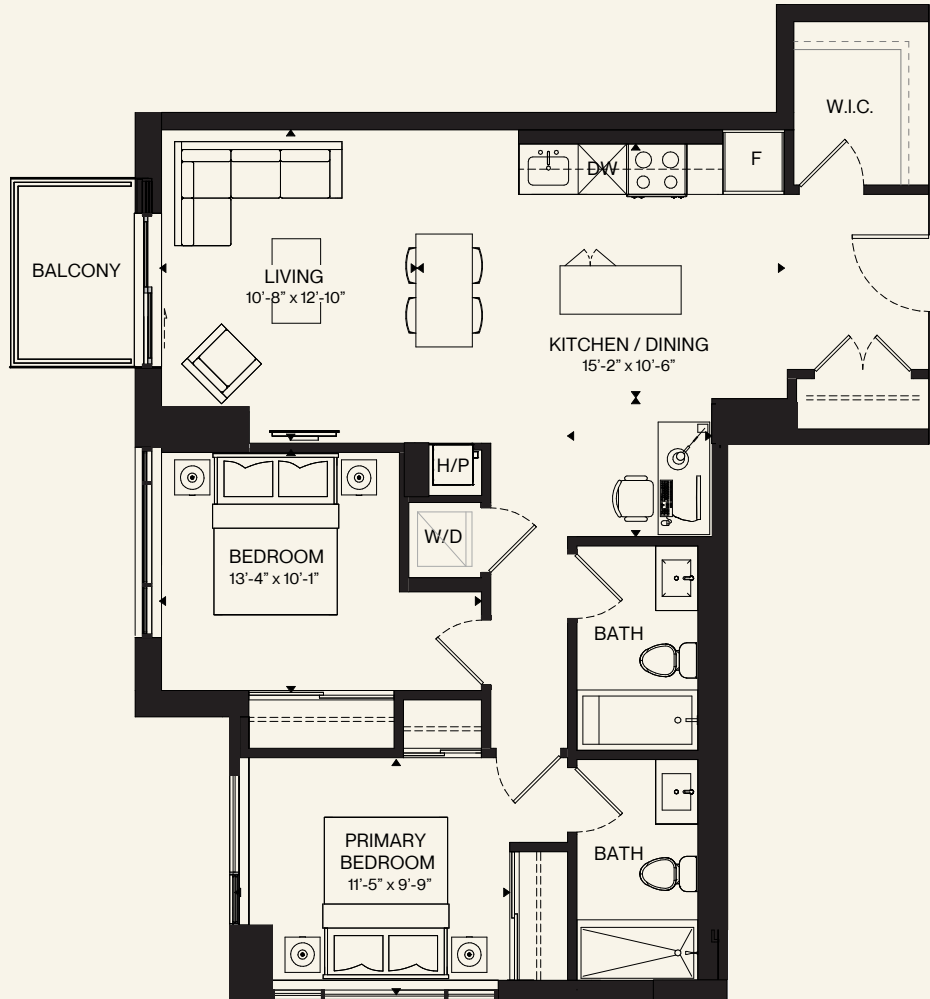 W.I.C.
DW
F
BALCONY
LIVING
10'-8" x 12'-10"
KITCHEN / DINING
15'-2" x 10'-6"
H/P
W/D
BEDROOM
13'-4" x 10'-1"
BATH
PRIMARY
BEDROOM
11'-5" x 9'-9"
BATH